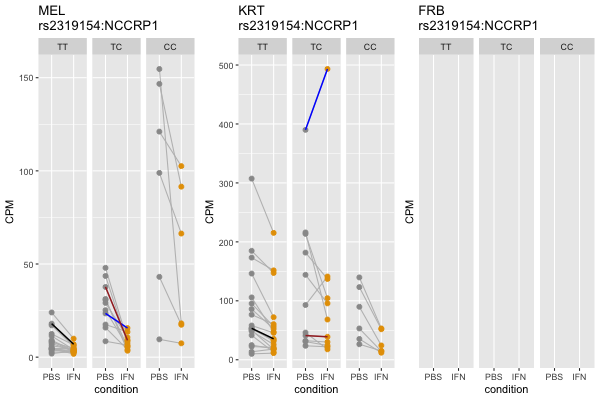 MEL
rs2319154:NCCRP1
TT TC CC
CPM
150
100
50
0
PBS IFN PBS IFN PBS IFN
condition
KRT
rs2319154:NCCRP1
TT TC CC
CPM
500
400
300
200
100
0
PBS IFN PBS IFN PBS IFN
condition
FRB
rs2319154:NCCRP1
TT TC CC
CPM
PBS IFN PBS IFN PBS IFN
condition